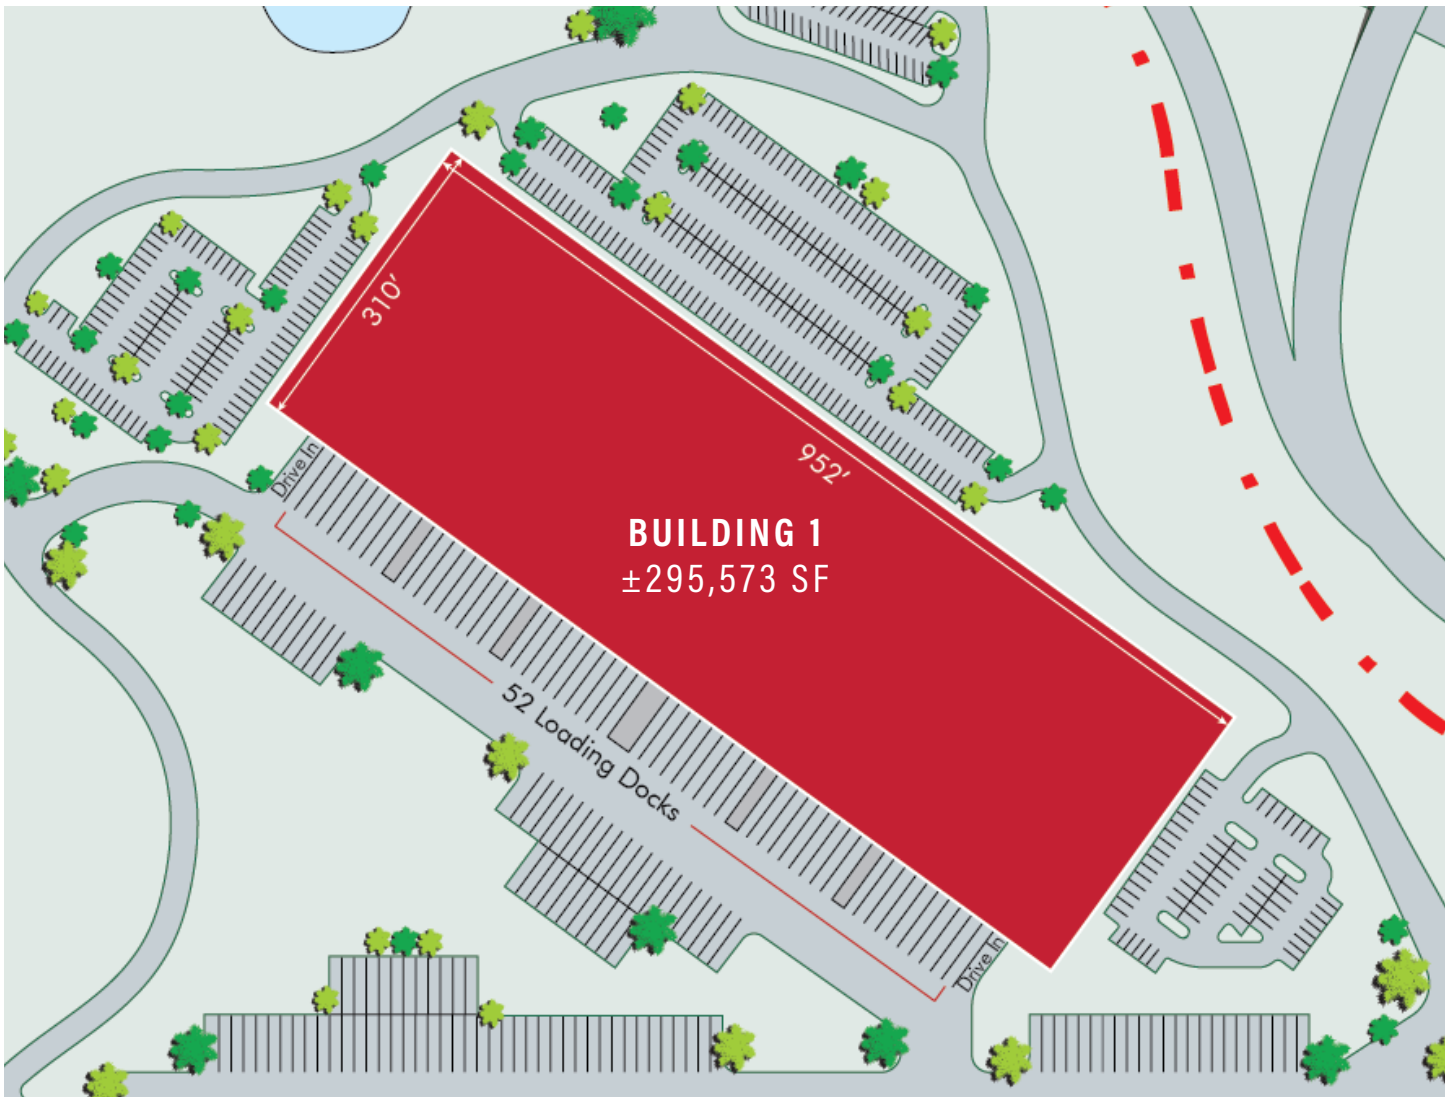 310′
952′
BUILDING 1
±295,573 SF
Drive In
52 Loading Docks
Drive In